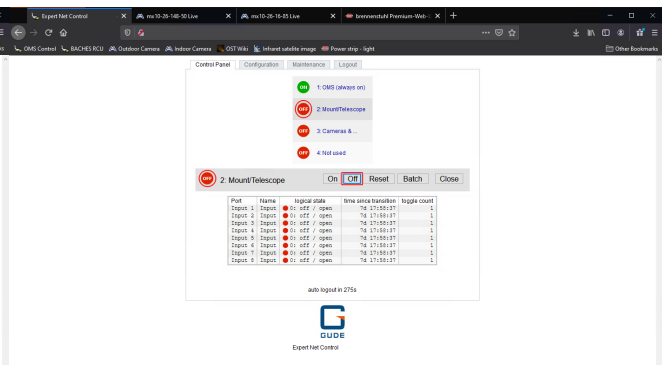 Expert Net Control
mx10-26-148-50 Live
mx10-26-16-85 Live
brennenstuhl Premium-Web-
OMS Control
BACHES RCU
Outdoor Camera
Indoor Camera
OST Wiki
Infraret satelite image
Power strip - light
Other Bookmarks
Control Panel
Configuration
Maintenance
Logout
ON
1: OMS (always on)
OFF
2:Mount/Telescope
OFF
3: Cameras & ...
OFF
4: Not used
OFF
2: Mount/Telescope
On
Off
Reset
Batch
Close
Port Name logical state time since transition toggle count
Input 1 Input 0: off / open 7d 17:58:37 1
Input 2 Input 0: off / open 7d 17:58:37 1
Input 3 Input 0: off / open 7d 17:58:37 1
Input 4 Input 0: off / open 7d 17:58:37 1
Input 5 Input 0: off / open 7d 17:58:37 1
Input 6 Input 0: off / open 7d 17:58:37 1
Input 7 Input 0: off / open 7d 17:58:37 1
Input 8 Input 0: off / open 7d 17:58:37 1
auto logout in 275s
GUDE
Expert Net Control